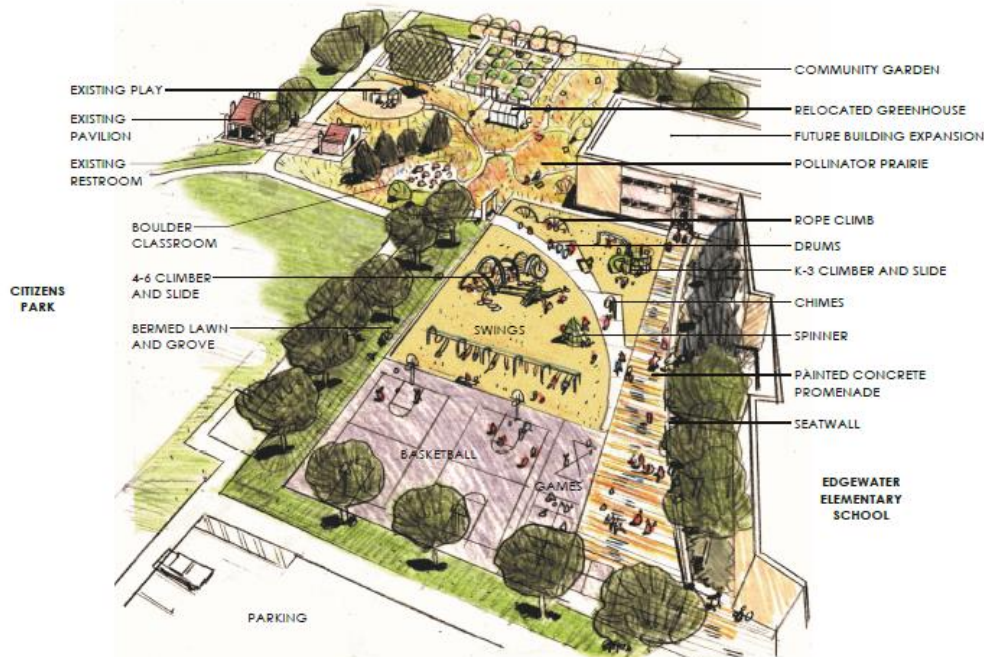 COMMUNITY GARDEN
EXISTING PLAY
RELOCATED GREENHOUSE
EXISTING
PAVILION
FUTURE BUILDING EXPANSION
EXISTING
RESTROOM
POLLINATOR PRAIRIE
BOULDER
CLASSROOM
ROPE CLIMB
DRUMS
4-6 CLIMBER
AND SLIDE
K-3 CLIMBER AND SLIDE
CITIZENS
PARK
CHIMES
BERMED LAWN
AND GROVE
SWINGS
SPINNER
PAINTED CONCRETE
PROMENADE
SEATWALL
BASKETBALL
GAMES
EDGEWATER
ELEMENTARY
SCHOOL
PARKING